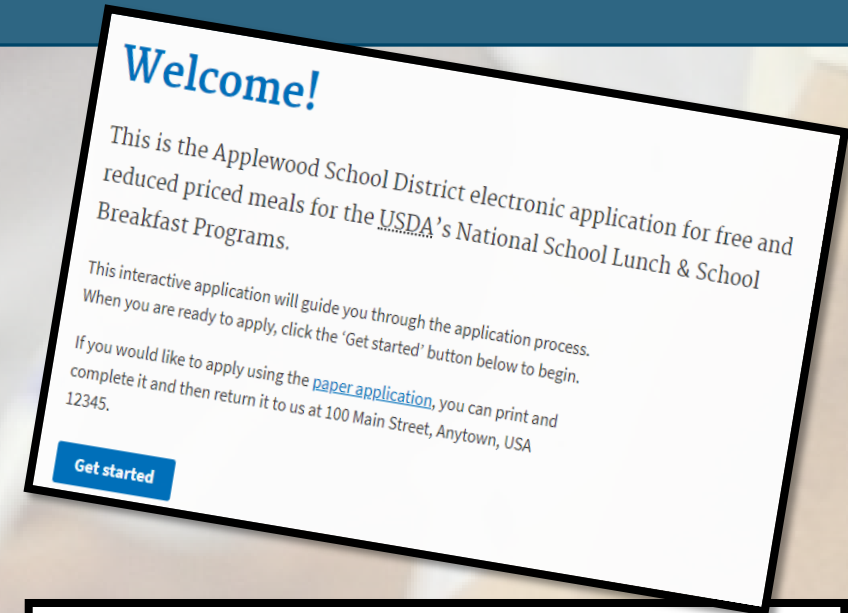 Welcome!
This is the Applewood School District electronic application for free and
reduced priced meals for the USDA’s National School Lunch & School
Breakfast Programs.
This interactive application will guide you through the application process.
When you are ready to apply, click the ‘Get started’ button below to begin.
If you would like to apply using the paper application, you can print and
complete it and then return it to us at 100 Main Street, Anytown, USA
12345.
Get started